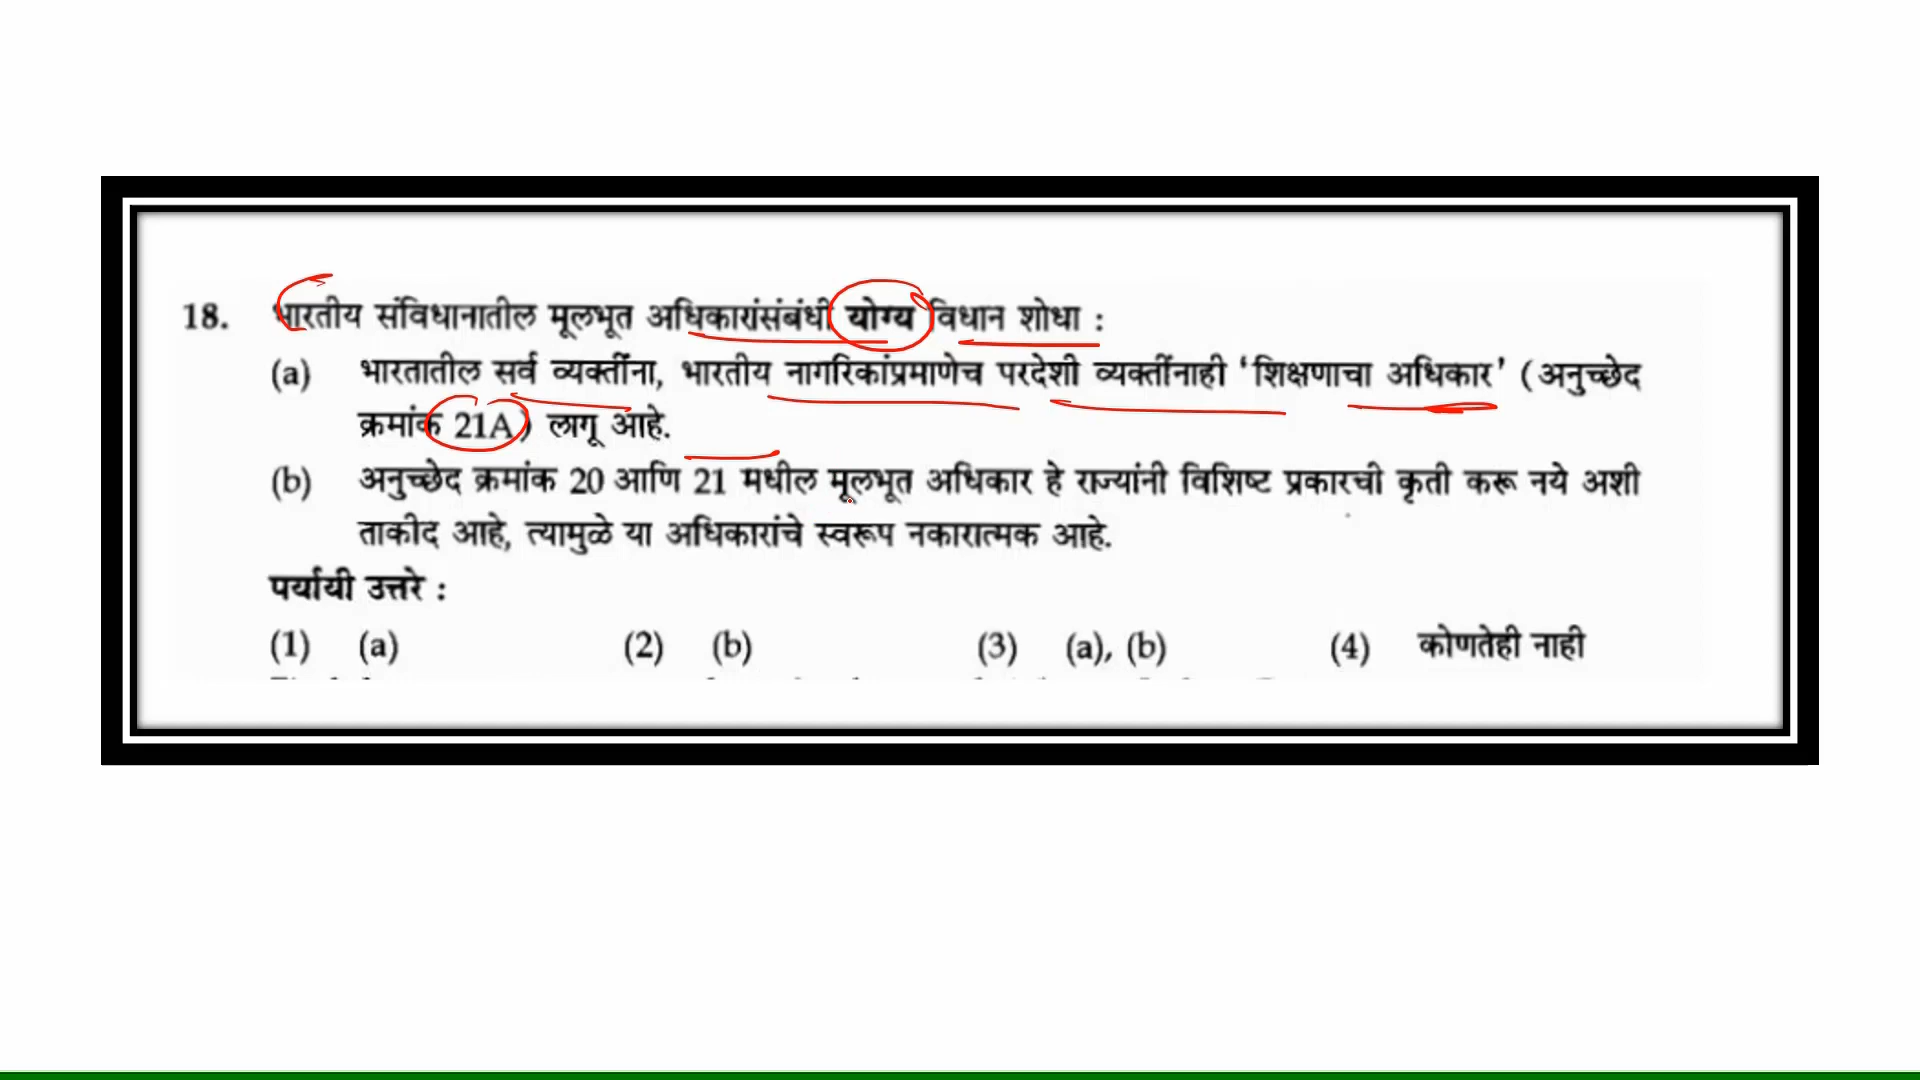 18. भारतीय संविधानातील मूलभूत अधिकारांसंबंधी योग्य विधान शोधा :
(a) भारतातील सर्व व्यक्तींना, भारतीय नागरिकांप्रमाणेच परदेशी व्यक्तींनाही ‘शिक्षणाचा अधिकार’ (अनुच्छेद
क्रमांक 21A) लागू आहे.
(b) अनुच्छेद क्रमांक 20 आणि 21 मधील मूलभूत अधिकार हे राज्यांनी विशिष्ट प्रकारची कृती करू नये अशी
ताकीद आहे, त्यामुळे या अधिकारांचे स्वरूप नकारात्मक आहे.
पर्यायी उत्तरे :
(1) (a) (2) (b) (3) (a), (b) (4) कोणतेही नाही